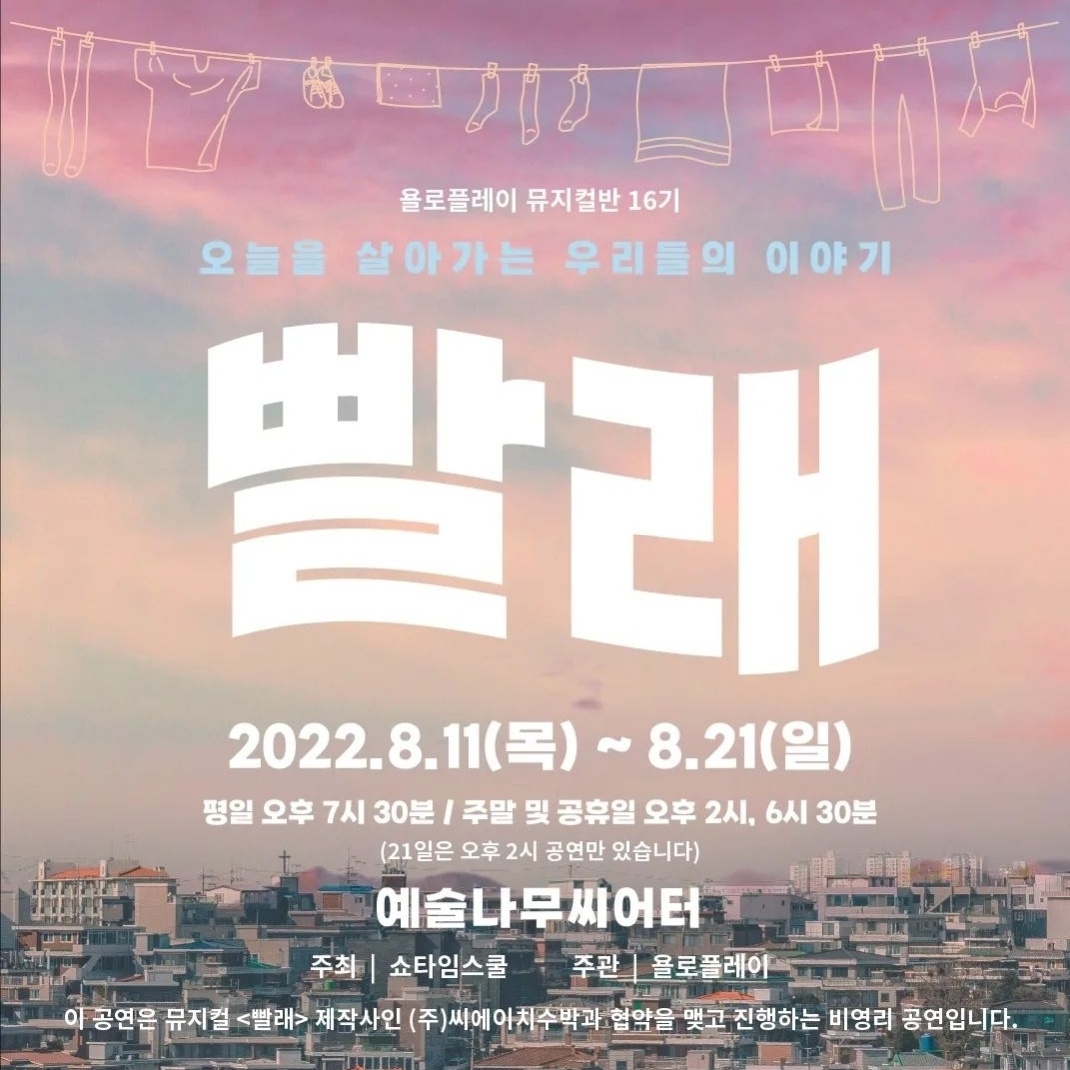 욜로플레이 뮤지컬반 16기
오늘을 살아가는 우리들의 이야기
빨래
2022.8.11(목) ~ 8.21(일)
평일 오후 7시 30분 / 주말 및 공휴일 오후 2시, 6시 30분
(21일은 오후 2시 공연만 있습니다)
예술나무씨어터
주최 | 쇼타임스쿨 주관 | 욜로플레이
이 공연은 뮤지컬 <빨래> 제작사인 (주)씨에이치수박과 협약을 맺고 진행하는 비영리 공연입니다.